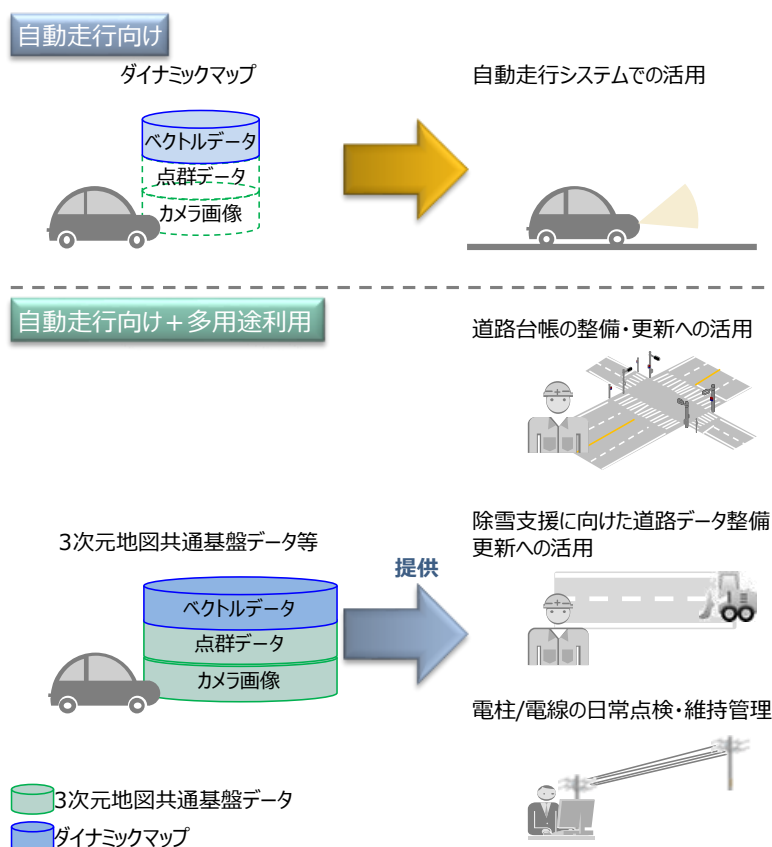 自動走行向け
ダイナミックマップ
自動走行システムでの活用
ベクトルデータ
点群データ
カメラ画像
自動走行向け+多用途利用
道路台帳の整備・更新への活用
除雪支援に向けた道路データ整備
更新への活用
3次元地図共通基盤データ等
提供
ベクトルデータ
点群データ
カメラ画像
電柱/電線の日常点検・維持管理
3次元地図共通基盤データ
ダイナミックマップ